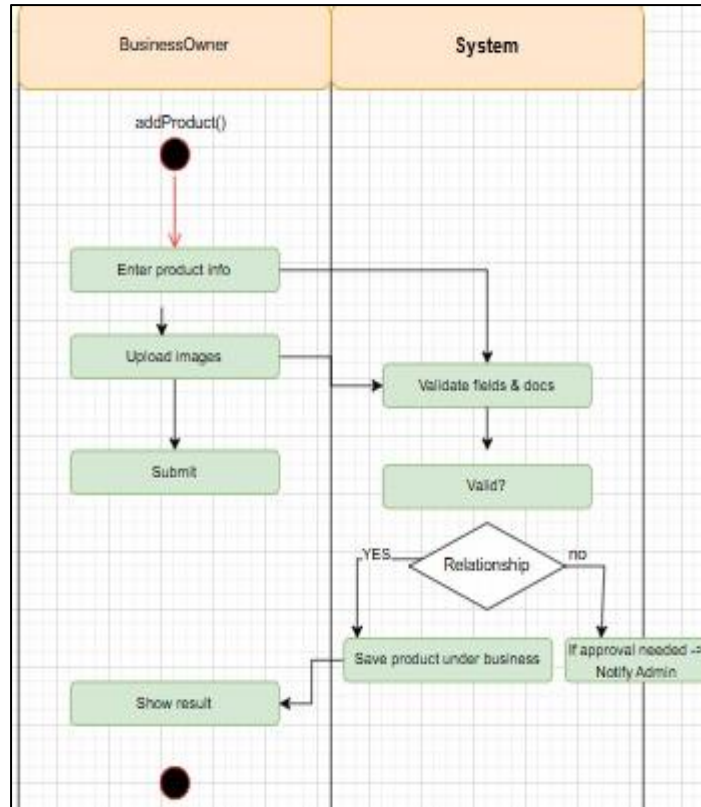 BusinessOwner
System
addProduct()
Enter product info
Upload images
Validate fields & docs
Submit
Valid?
YES
Relationship
no
Save product under business
If approval needed ->
Notify Admin
Show result